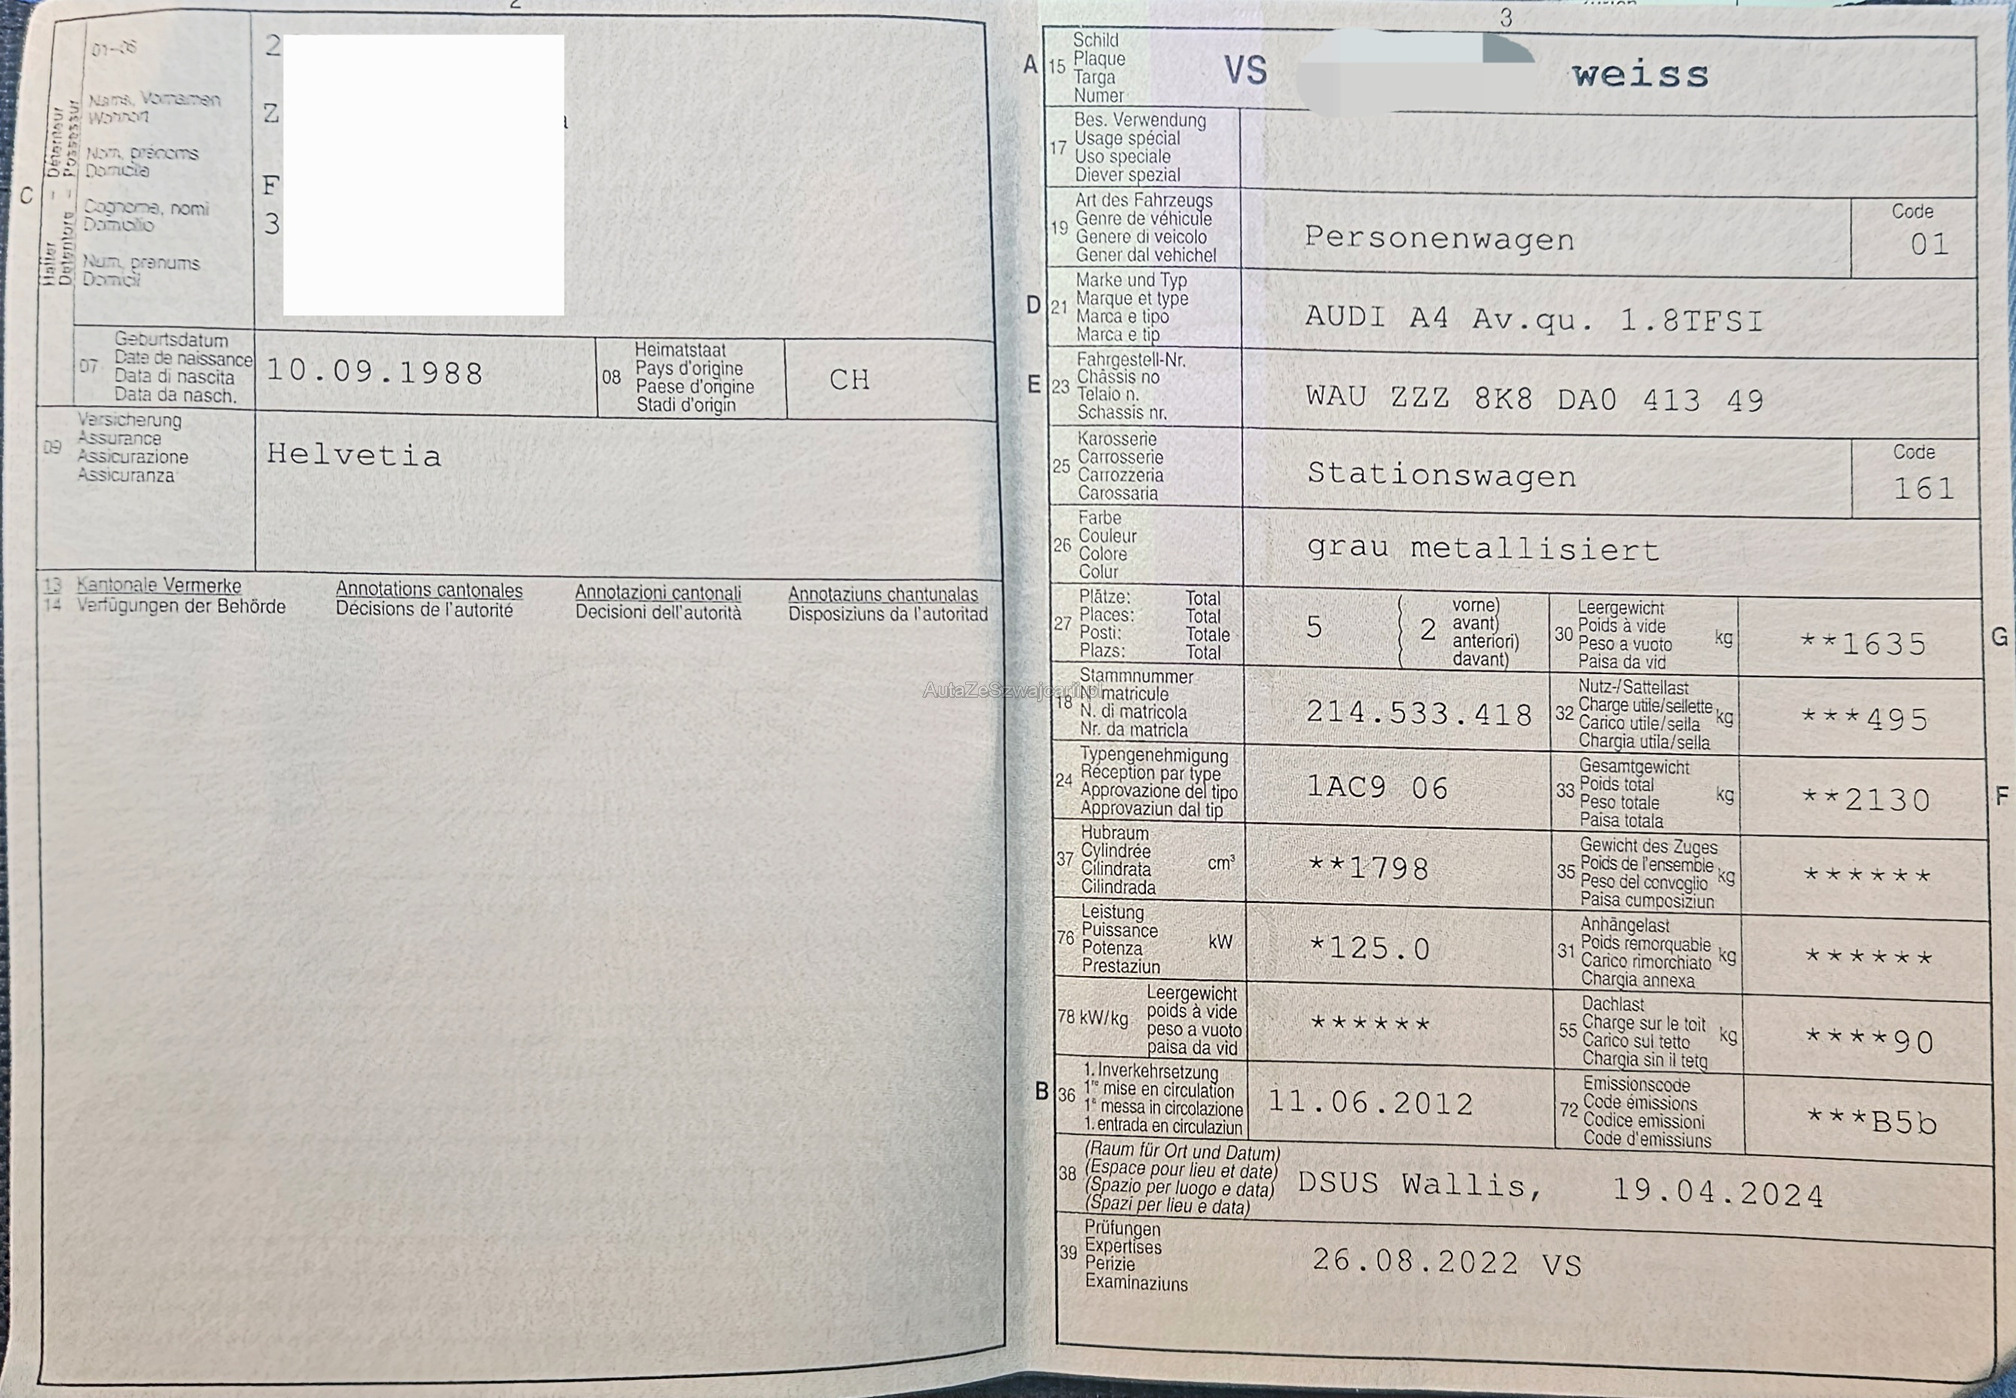 2
01-06
2
Name, Vornamen
Wohnort
Z
Nom, prénoms
Domicile
F
Cognome, nomi
Domicilio
3
Num, prenums
Domicil
C
Halter – Détenteur
Detentore – Possessur
07
Geburtsdatum
Date de naissance
Data di nascita
Data da nasch.
10.09.1988
08
Heimatstaat
Pays d'origine
Paese d'origine
Stadi d'origin
CH
09
Versicherung
Assurance
Assicurazione
Assicuranza
Helvetia
13 Kantonale Vermerke Annotations cantonales Annotazioni cantonali Annotaziuns chantunalas
14 Verfügungen der Behörde Décisions de l'autorité Decisioni dell'autorità Disposiziuns da l'autoritad
AutaZeSzwajcarii.pl
3
A 15
Schild
Plaque
Targa
Numer
VS weiss
17
Bes. Verwendung
Usage spécial
Uso speciale
Diever spezial
19
Art des Fahrzeugs
Genre de véhicule
Genere di veicolo
Gener dal vehichel
Personenwagen
Code
01
D 21
Marke und Typ
Marque et type
Marca e tipo
Marca e tip
AUDI A4 Av.qu. 1.8TFSI
E 23
Fahrgestell-Nr.
Châssis no
Telaio n.
Schassis nr.
WAU ZZZ 8K8 DA0 413 49
25
Karosserie
Carrosserie
Carrozzeria
Carossaria
Stationswagen
Code
161
26
Farbe
Couleur
Colore
Colur
grau metallisiert
27
Plätze: Total
Places: Total
Posti: Totale
Plazs: Total
5 ( 2
vorne)
avant)
anteriori)
davant)
30
Leergewicht
Poids à vide
Peso a vuoto
Paisa da vid
kg
**1635
G
18
Stammnummer
N° matricule
N. di matricola
Nr. da matricla
214.533.418
32
Nutz-/Sattellast
Charge utile/sellette
Carico utile/sella
Chargia utila/sella
kg
***495
24
Typengenehmigung
Réception par type
Approvazione del tipo
Approvaziun dal tip
1AC9 06
33
Gesamtgewicht
Poids total
Peso totale
Paisa totala
kg
**2130
F
37
Hubraum
Cylindrée
Cilindrata
Cilindrada
cm³
**1798
35
Gewicht des Zuges
Poids de l'ensemble
Peso del convoglio
Paisa cumposiziun
kg
******
76
Leistung
Puissance
Potenza
Prestaziun
kW
*125.0
31
Anhängelast
Poids remorquable
Carico rimorchiato
Chargia annexa
kg
******
78 kW/kg
Leergewicht
poids à vide
peso a vuoto
paisa da vid
******
55
Dachlast
Charge sur le toit
Carico sul tetto
Chargia sin il tetg
kg
****90
B 36
1. Inverkehrsetzung
1re mise en circulation
1a messa in circolazione
1. entrada en circulaziun
11.06.2012
72
Emissionscode
Code émissions
Codice emissioni
Code d'emissiuns
***B5b
38
(Raum für Ort und Datum)
(Espace pour lieu et date)
(Spazio per luogo e data)
(Spazi per lieu e data)
DSUS Wallis, 19.04.2024
39
Prüfungen
Expertises
Perizie
Examinaziuns
26.08.2022 VS